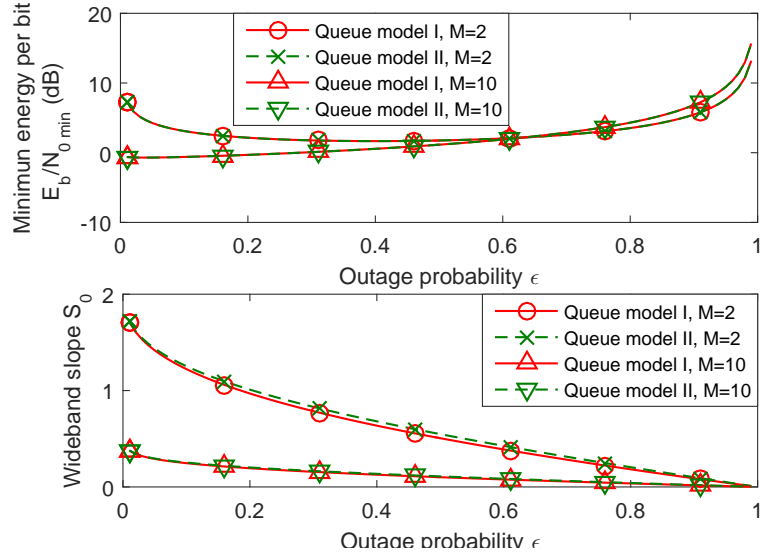 Minimun energy per bit
E_b/N_0 min (dB)
20
10
0
-10
Queue model I, M=2
Queue model II, M=2
Queue model I, M=10
Queue model II, M=10
0 0.2 0.4 0.6 0.8 1
Outage probability ϵ
Wideband slope S_0
2
1
0
Queue model I, M=2
Queue model II, M=2
Queue model I, M=10
Queue model II, M=10
0 0.2 0.4 0.6 0.8 1
Outage probability ϵ